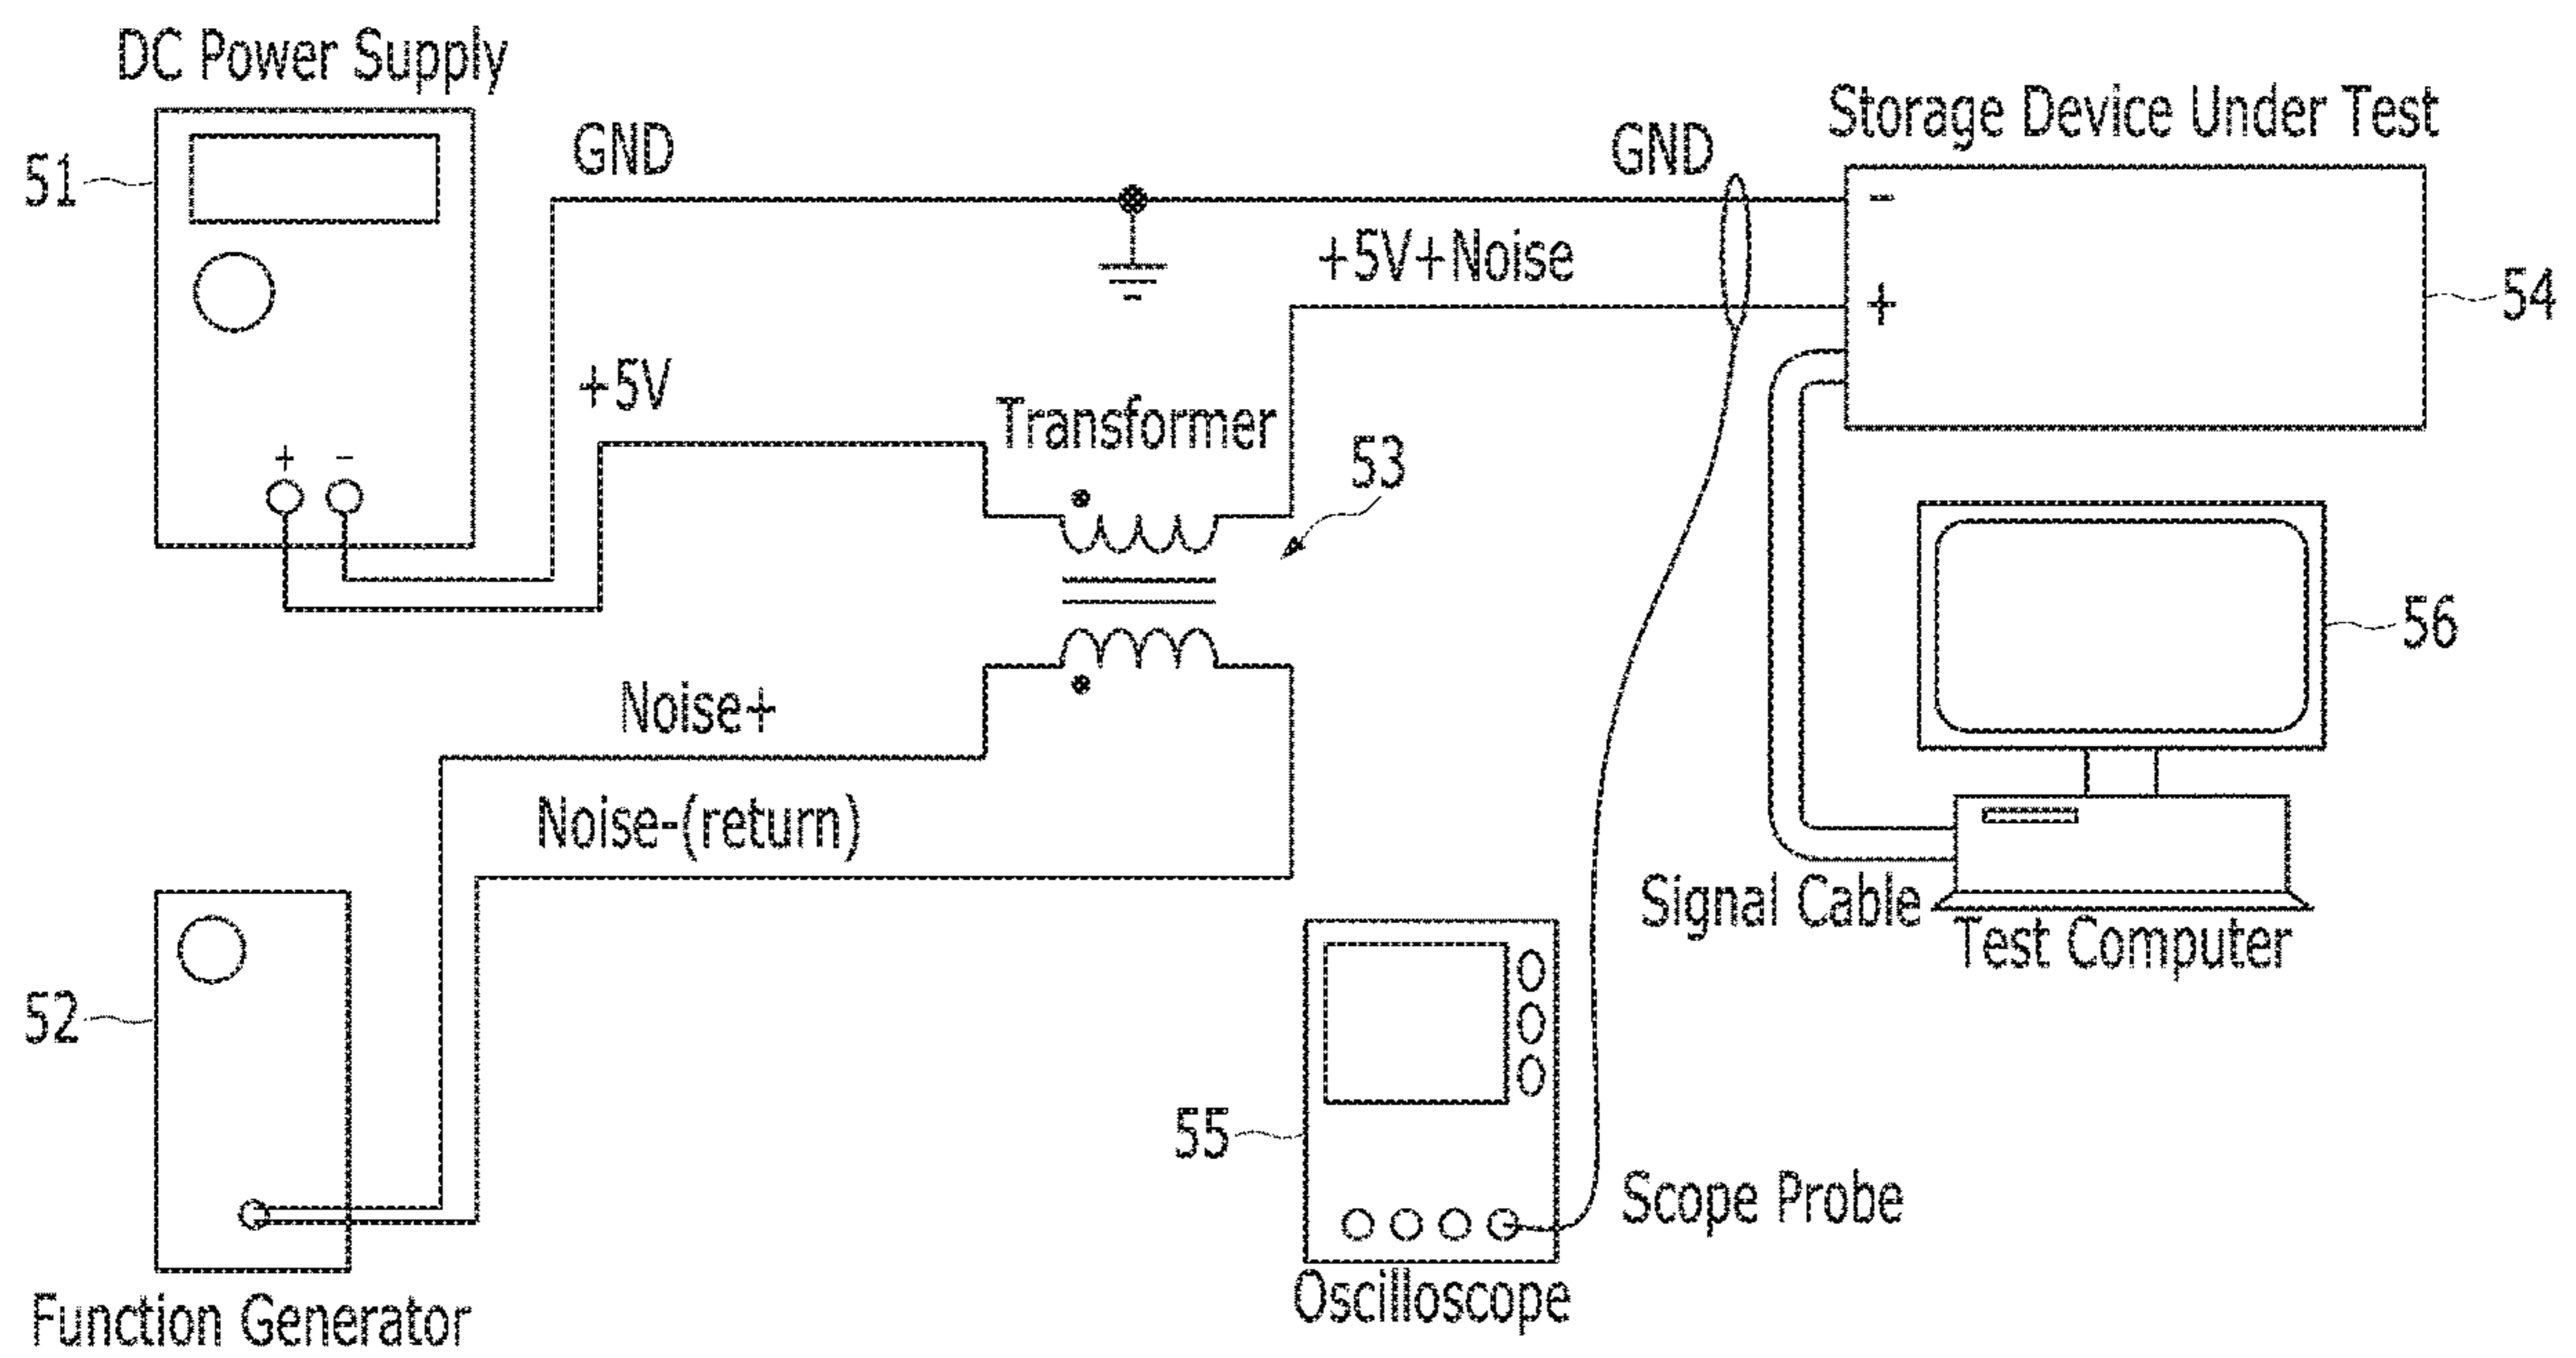 DC Power Supply
51
GND
GND
Storage Device Under Test
-
+5V+Noise
+
54
+5V
Transformer
53
+ -
56
Noise+
Noise-(return)
Signal Cable
Test Computer
52
55
Scope Probe
Oscilloscope
Function Generator